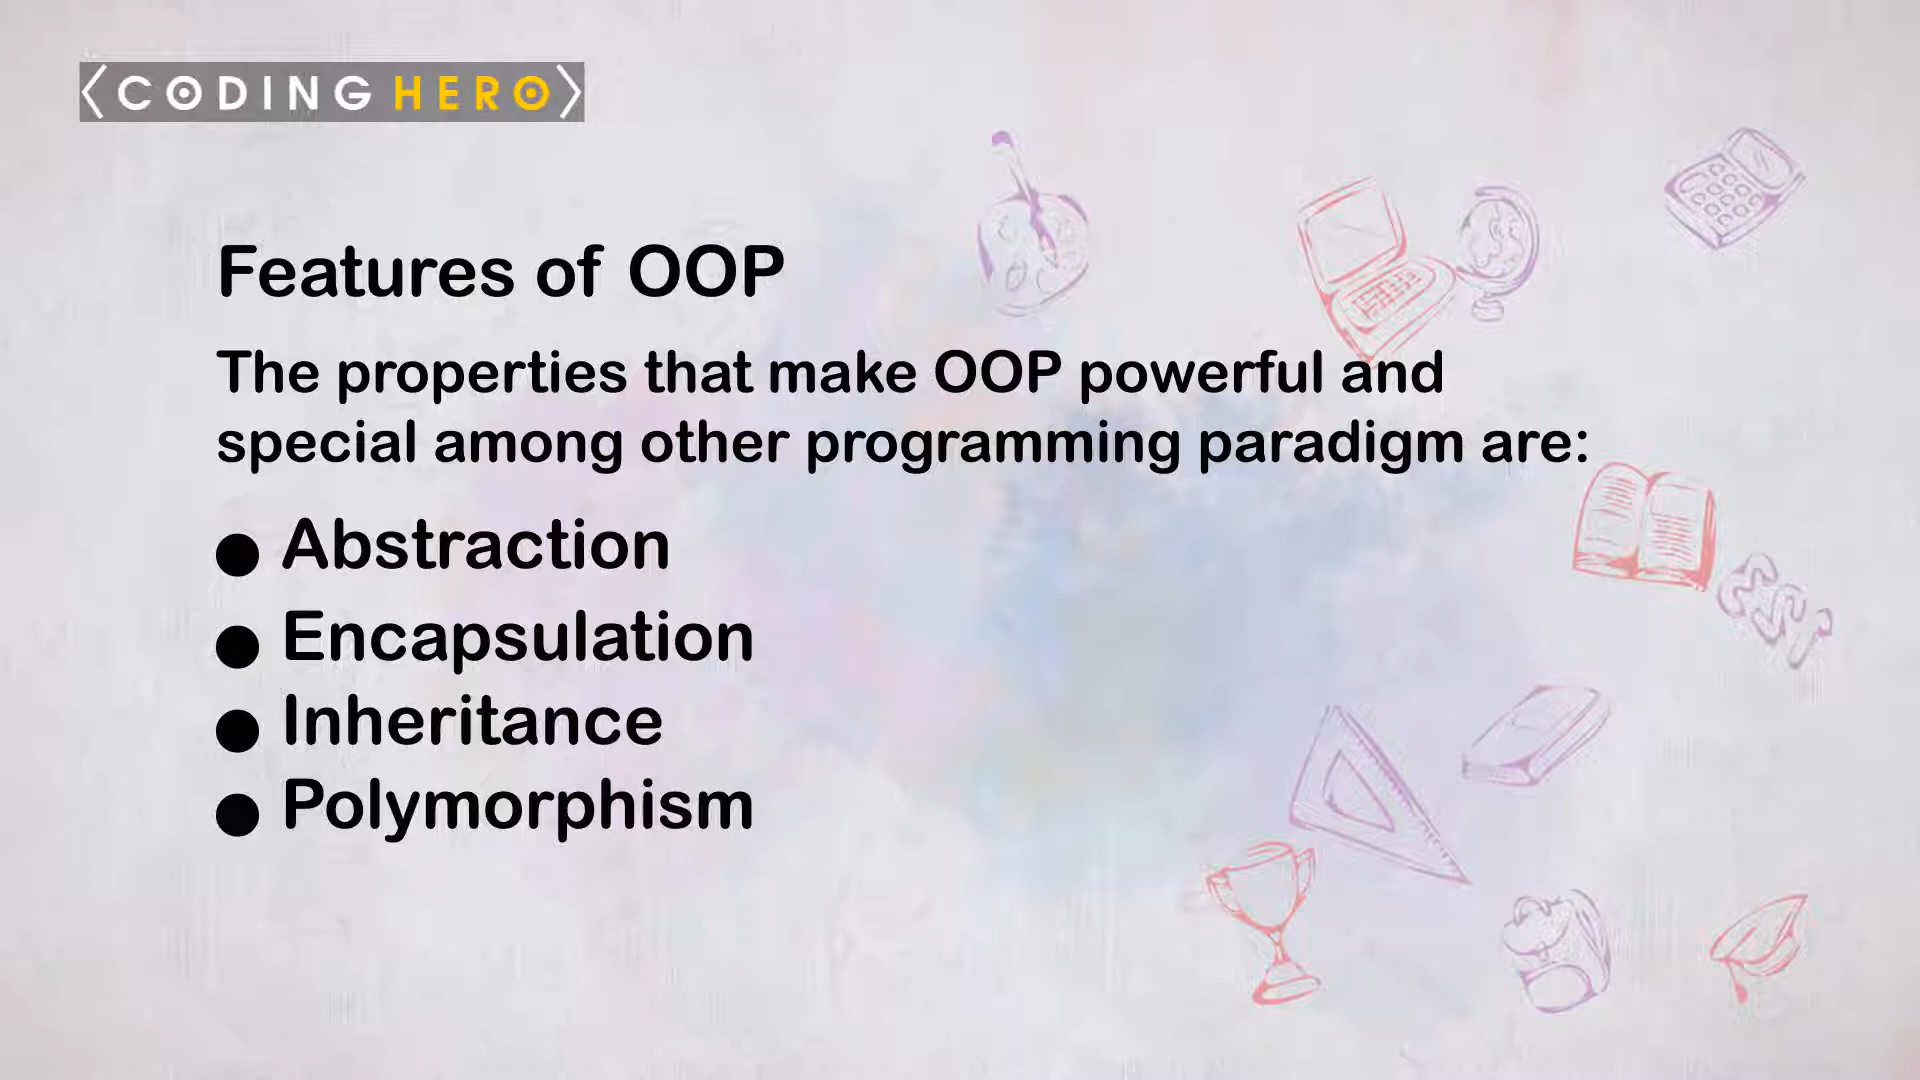 CODING HERO
Features of OOP
The properties that make OOP powerful and
special among other programming paradigm are:
● Abstraction
● Encapsulation
● Inheritance
● Polymorphism